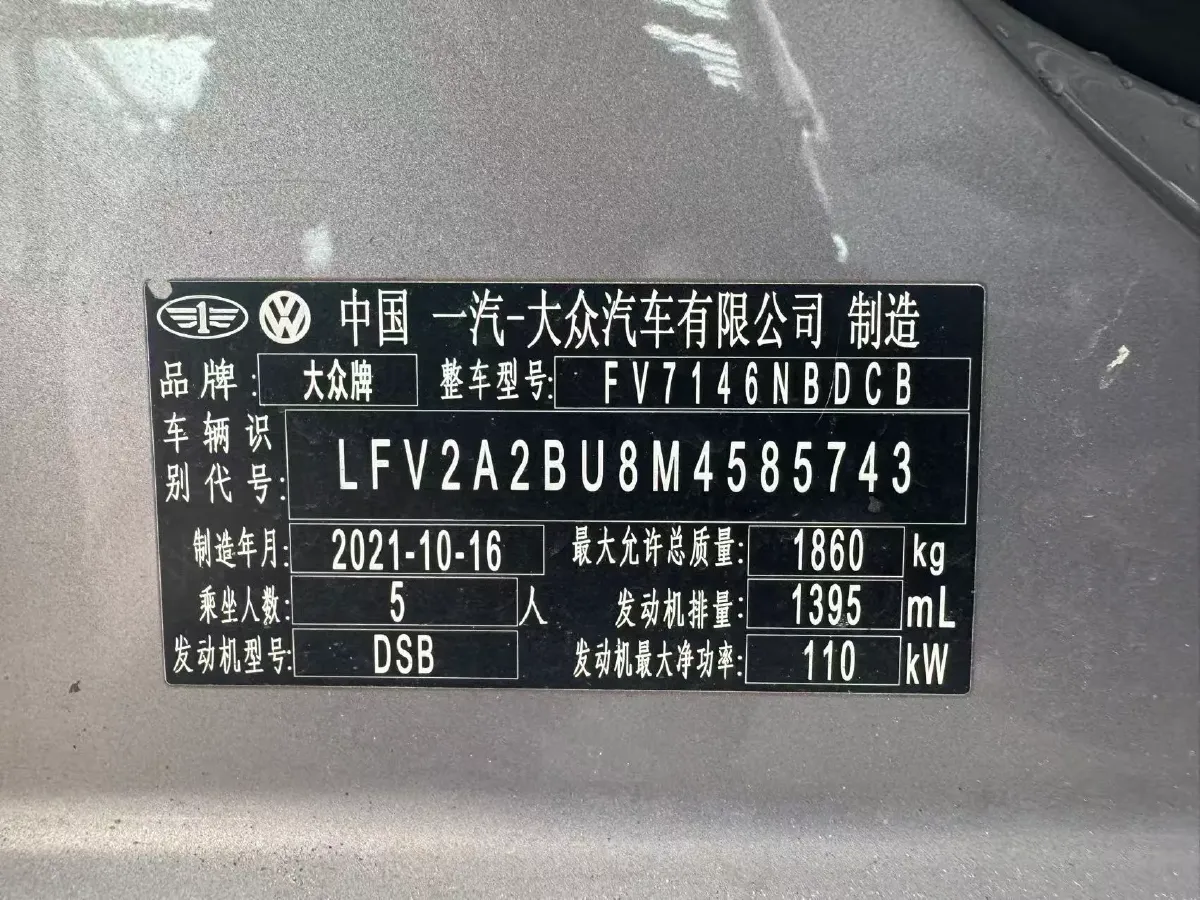 中国 一汽-大众汽车有限公司 制造
品牌: 大众牌 整车型号: FV7146NBDCB
车辆识别代号: LFV2A2BU8M4585743
制造年月: 2021-10-16 最大允许总质量: 1860 kg
乘坐人数: 5 人 发动机排量: 1395 mL
发动机型号: DSB 发动机最大净功率: 110 kW